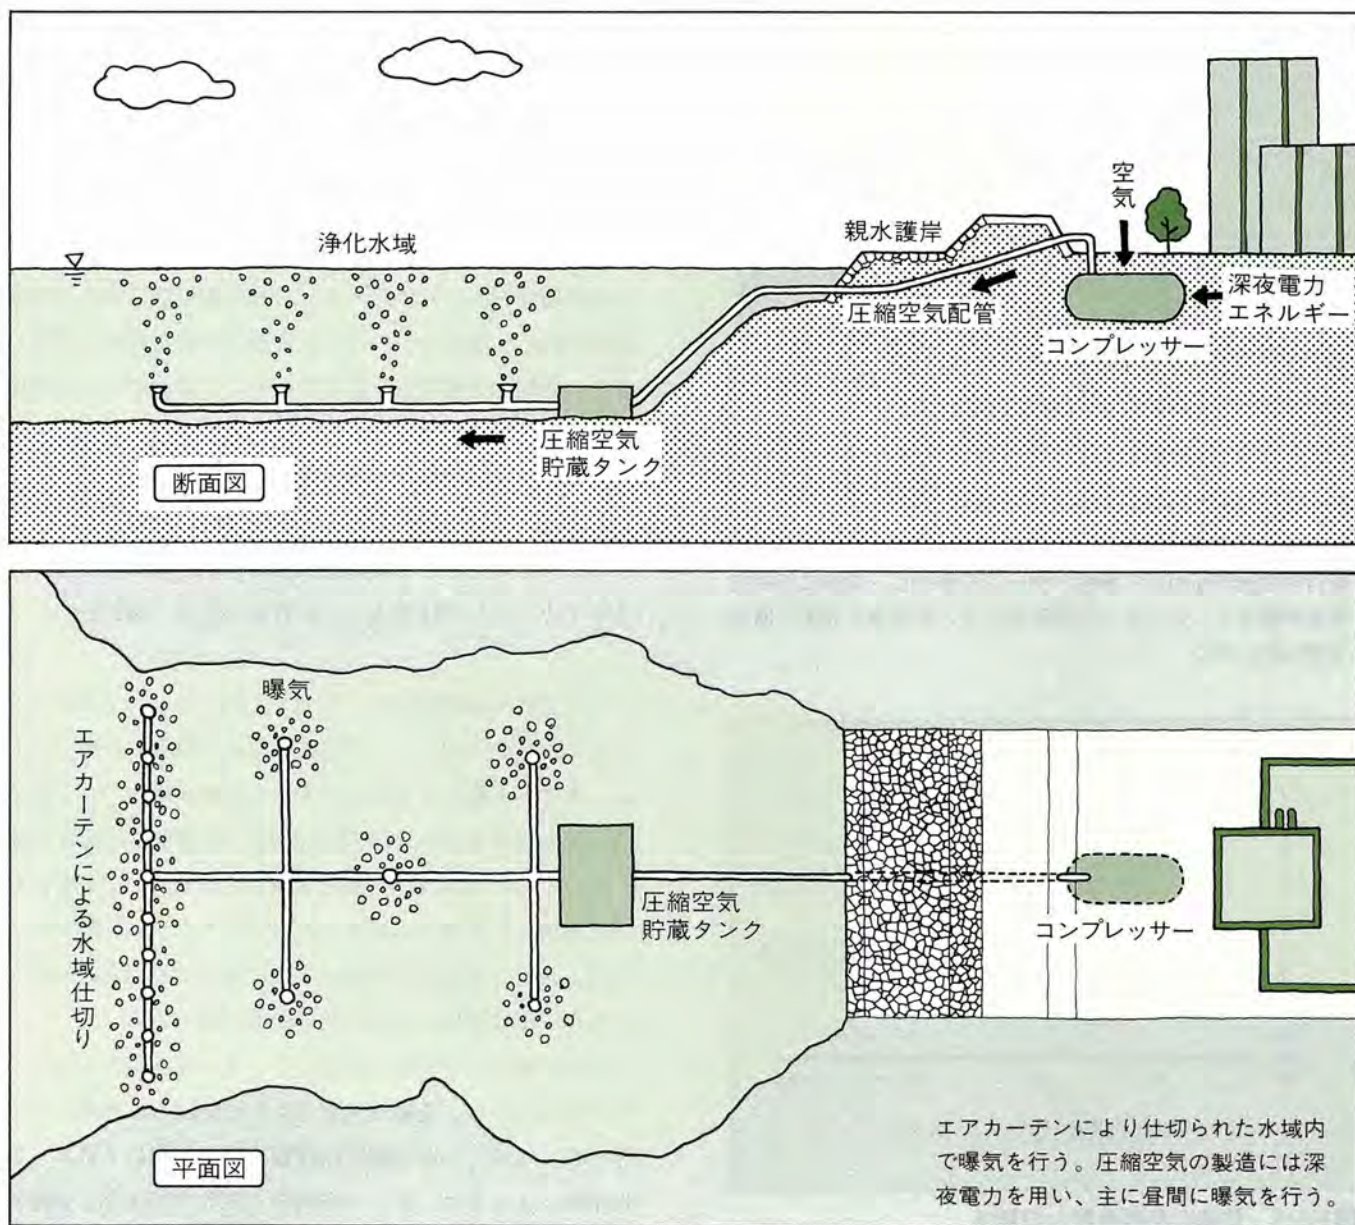 浄化水域
親水護岸
空気
圧縮空気配管
深夜電力
エネルギー
コンプレッサー
圧縮空気
貯蔵タンク
断面図
曝気
エアカーテンによる水域仕切り
圧縮空気
貯蔵タンク
コンプレッサー
平面図
エアカーテンにより仕切られた水域内
で曝気を行う。圧縮空気の製造には深
夜電力を用い、主に昼間に曝気を行う。